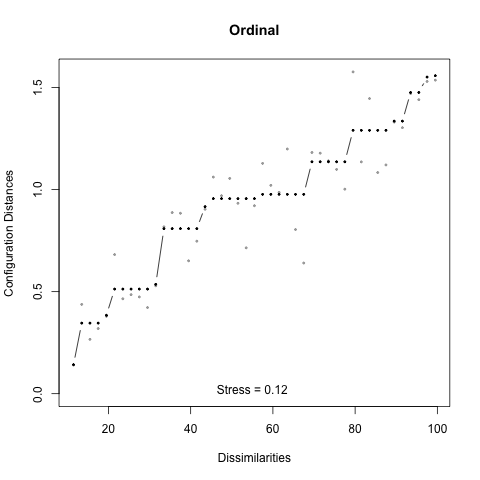 Ordinal
Configuration Distances
1.5
1.0
0.5
0.0
Stress = 0.12
20 40 60 80 100
Dissimilarities